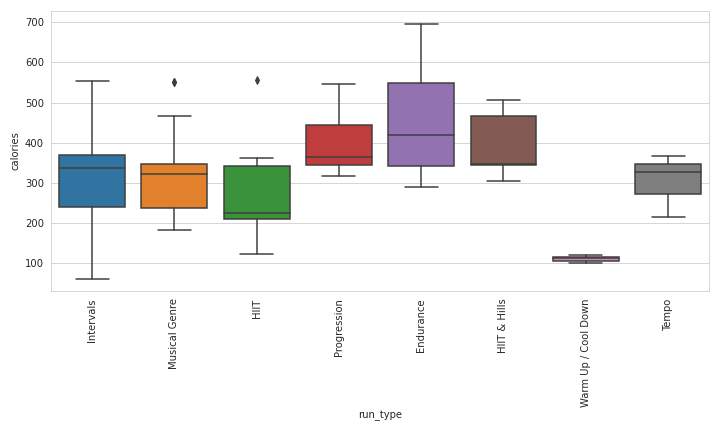 700
600
500
400
300
200
100
calories
Intervals
Musical Genre
HIIT
Progression
Endurance
HIIT & Hills
Warm Up / Cool Down
Tempo
run_type